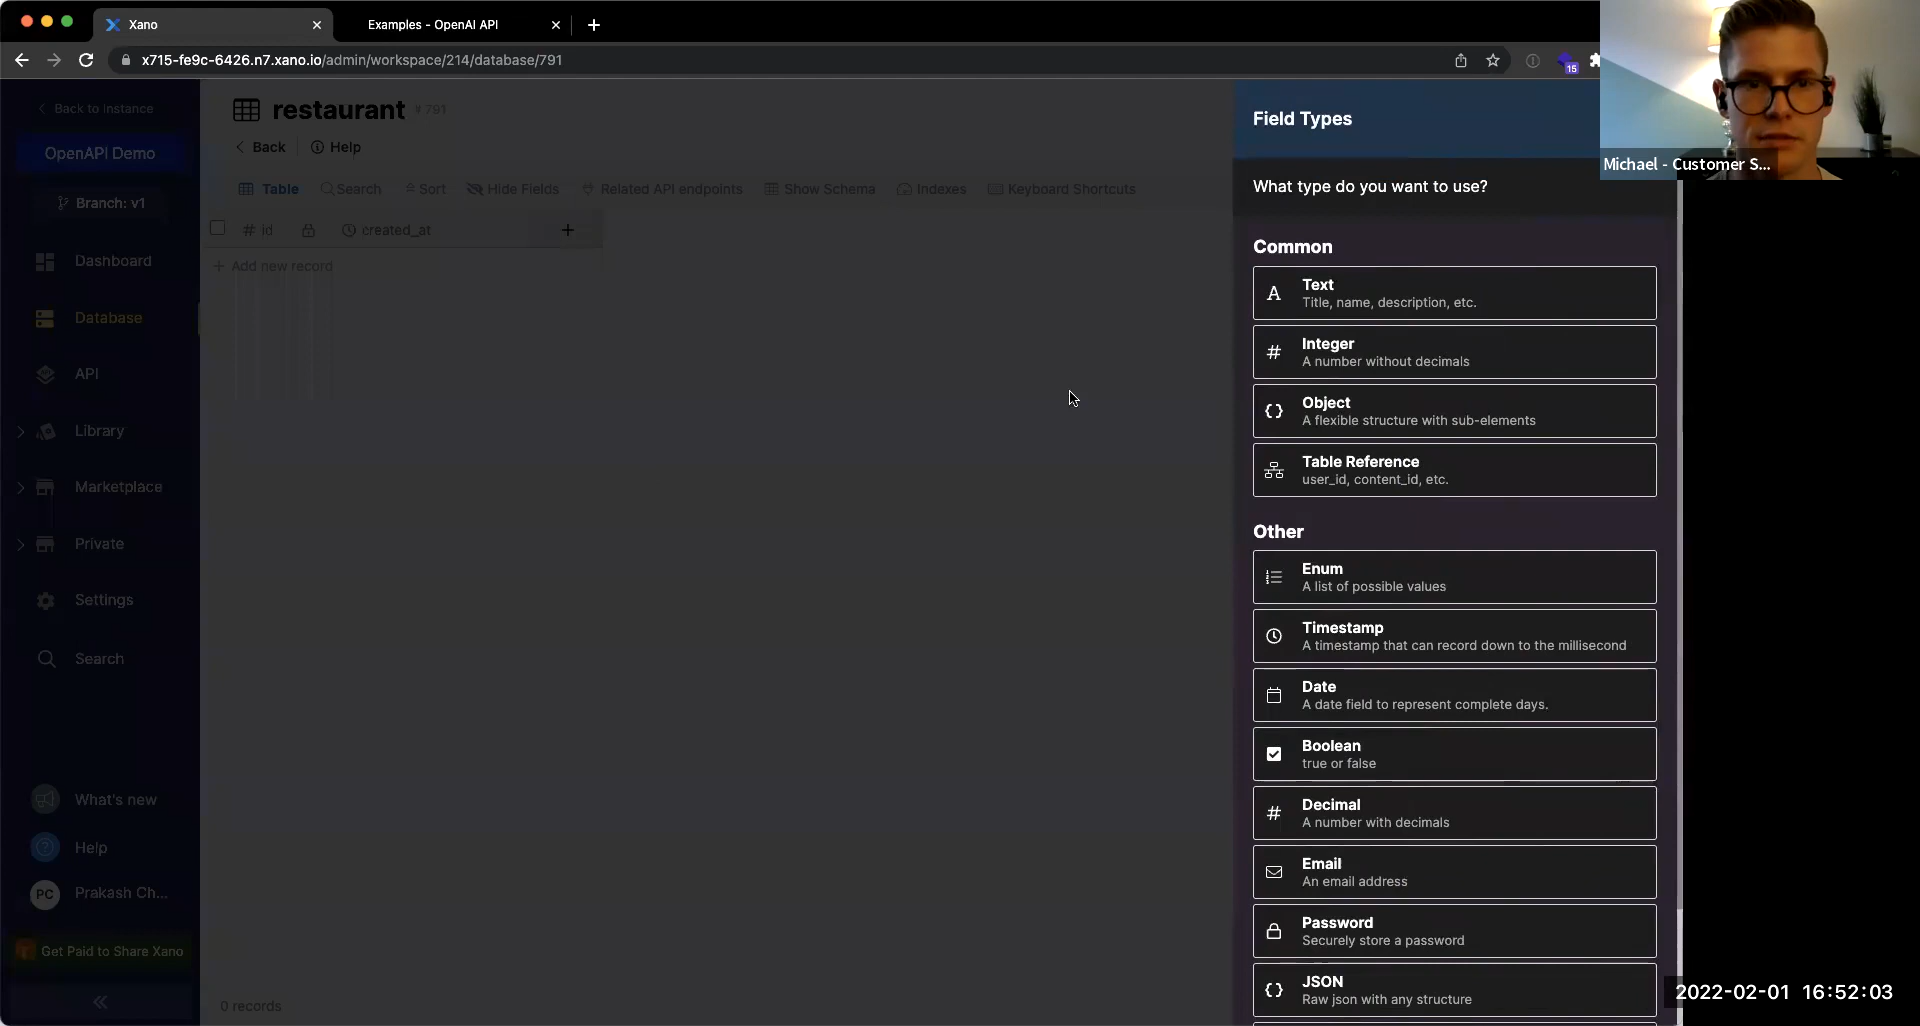 Xano
Examples - OpenAI API
x715-fe9c-6426.n7.xano.io/admin/workspace/214/database/791
15
Back to instance
OpenAPI Demo
Branch: v1
Dashboard
Database
API
Library
Marketplace
Private
Settings
Search
What's new
Help
PC Prakash Ch...
Get Paid to Share Xano
restaurant # 791
Back Help
Table Search Sort Hide Fields Related API endpoints Show Schema Indexes Keyboard Shortcuts
# id created_at +
+ Add new record
0 records
Field Types
What type do you want to use?
Common
Text
Title, name, description, etc.
Integer
A number without decimals
Object
A flexible structure with sub-elements
Table Reference
user_id, content_id, etc.
Other
Enum
A list of possible values
Timestamp
A timestamp that can record down to the millisecond
Date
A date field to represent complete days.
Boolean
true or false
Decimal
A number with decimals
Email
An email address
Password
Securely store a password
JSON
Raw json with any structure
Michael - Customer S...
2022-02-01 16:52:03